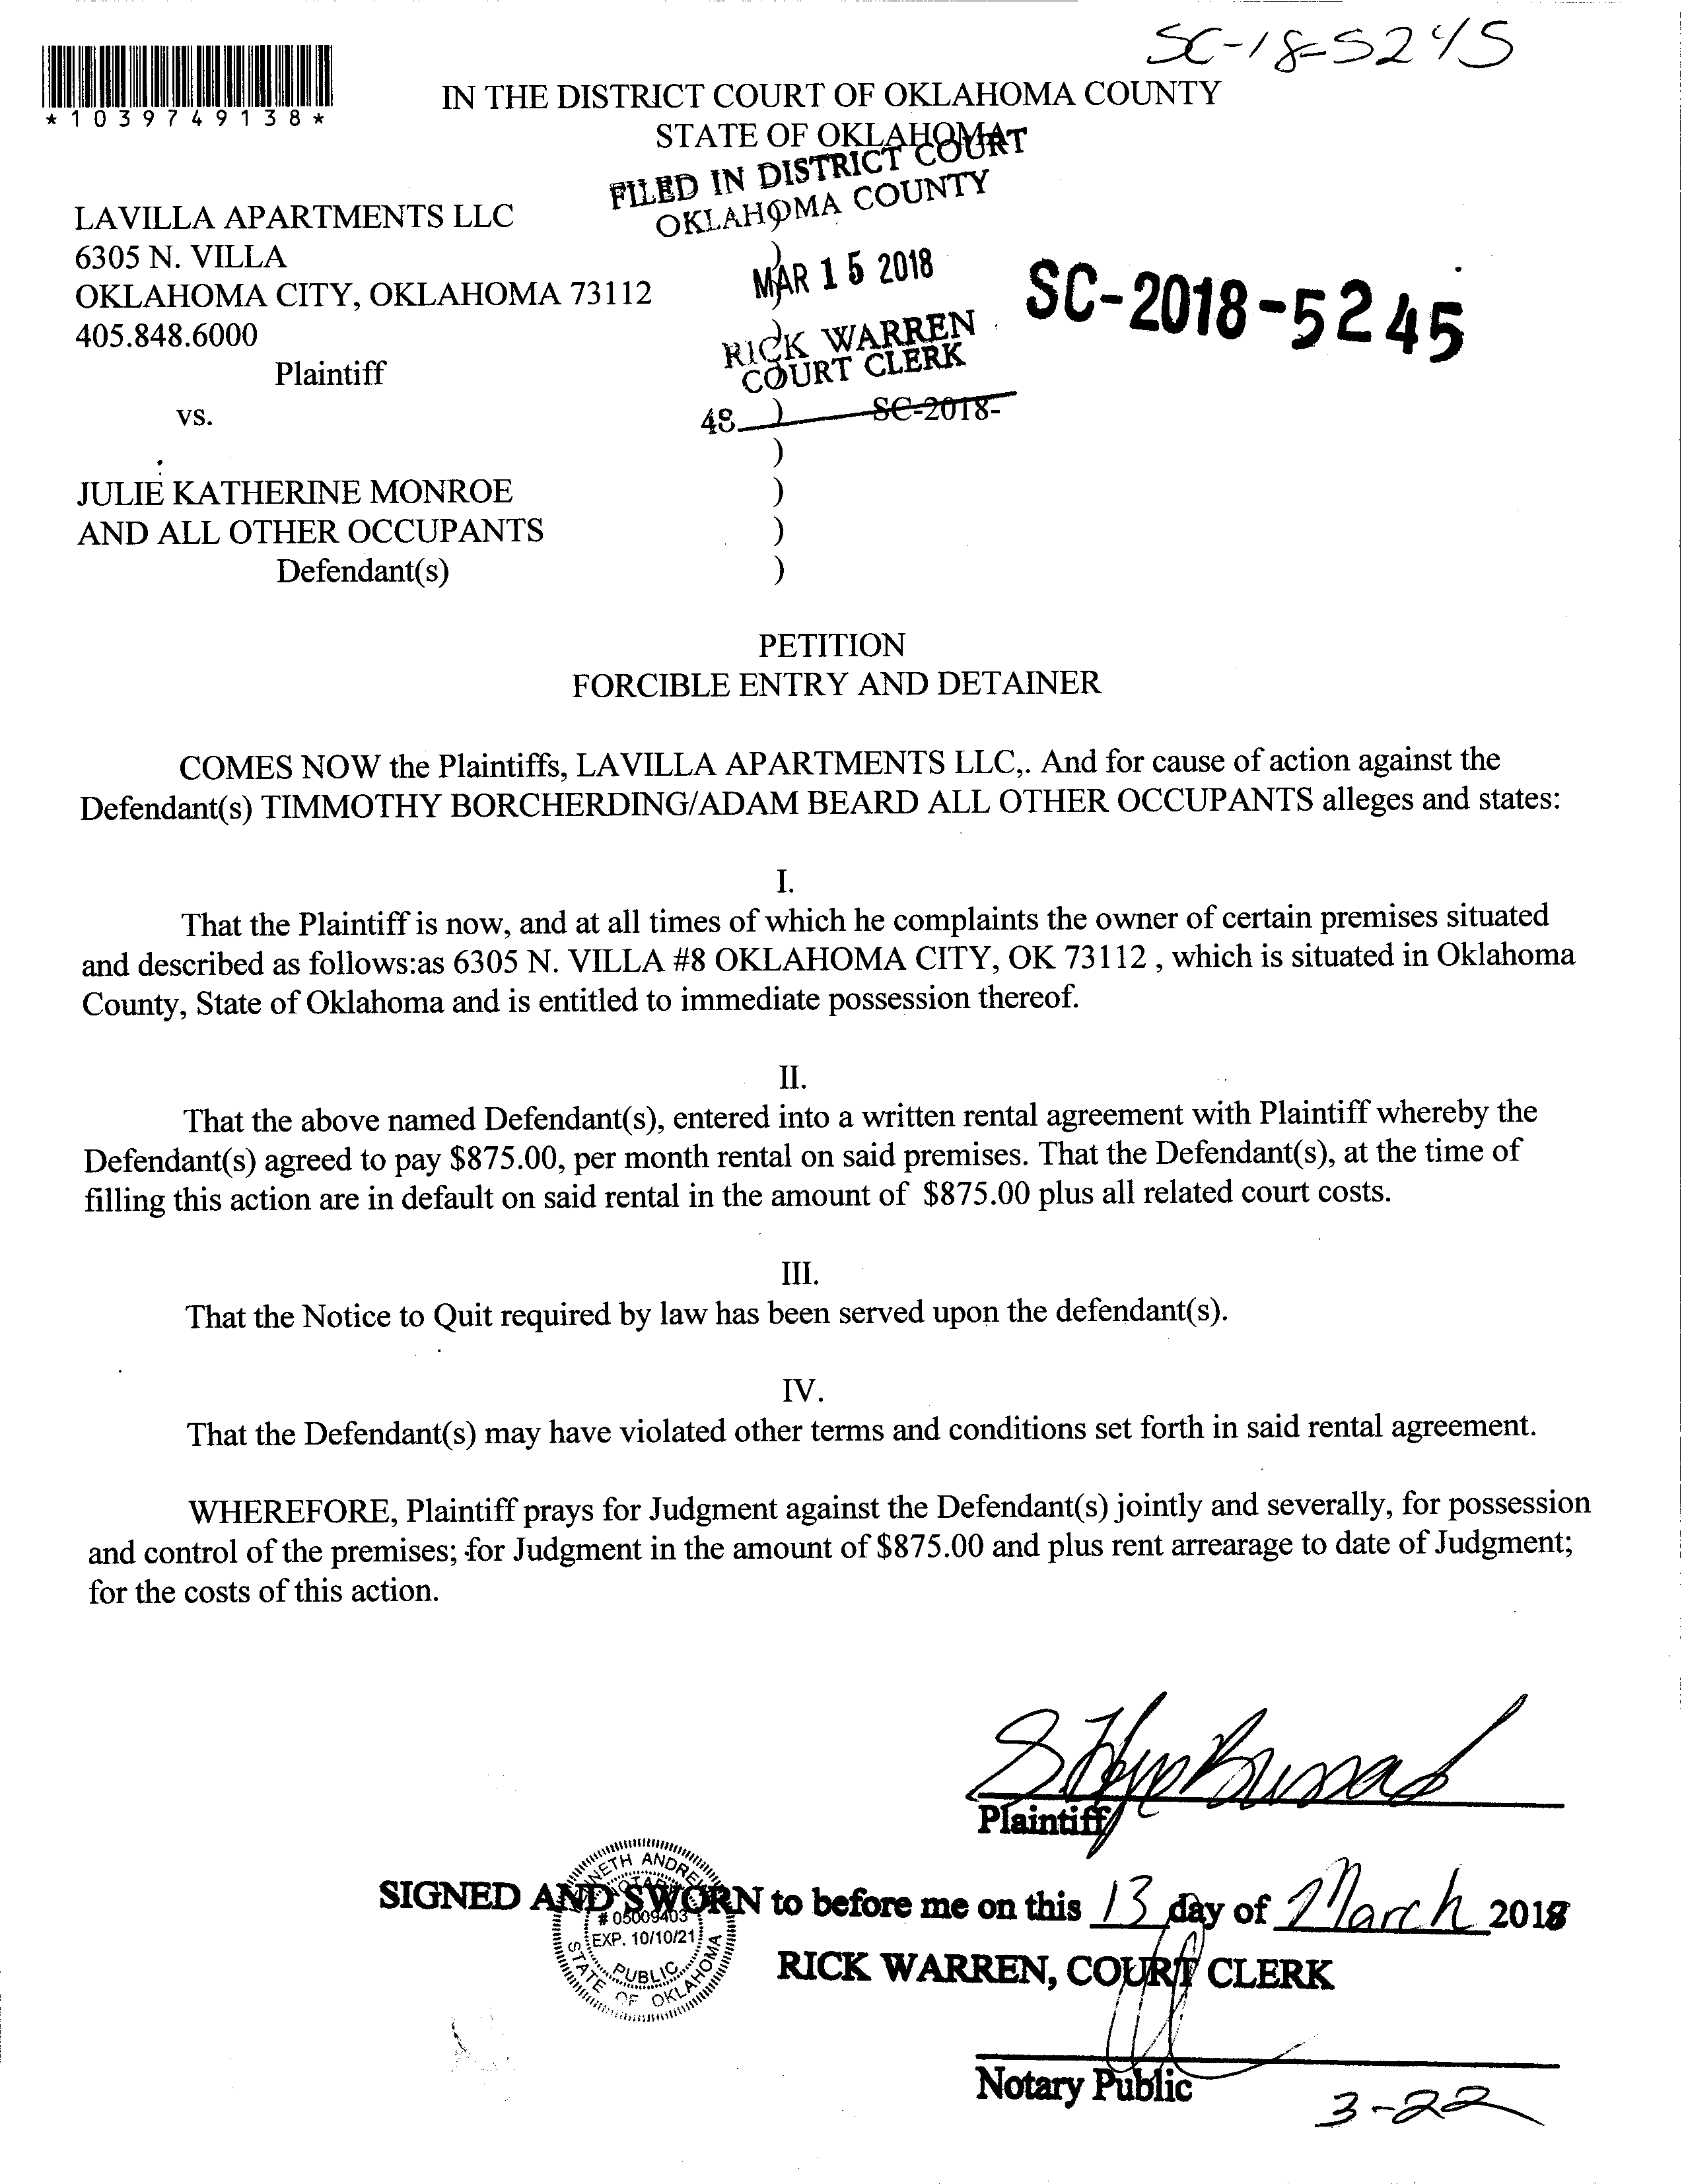 SC-18-5245
*1039749138*
IN THE DISTRICT COURT OF OKLAHOMA COUNTY
STATE OF OKLAHOMA
FILED IN DISTRICT COURT
OKLAHOMA COUNTY
LAVILLA APARTMENTS LLC
6305 N. VILLA )
OKLAHOMA CITY, OKLAHOMA 73112 )
MAR 15 2018
SC-2018-5245
405.848.6000 )
RICK WARREN
COURT CLERK
Plaintiff )
vs. 48 ) SC-2018-
)
JULIE KATHERINE MONROE )
AND ALL OTHER OCCUPANTS )
Defendant(s) )
PETITION
FORCIBLE ENTRY AND DETAINER
COMES NOW the Plaintiffs, LAVILLA APARTMENTS LLC,. And for cause of action against the
Defendant(s) TIMMOTHY BORCHERDING/ADAM BEARD ALL OTHER OCCUPANTS alleges and states:
I.
That the Plaintiff is now, and at all times of which he complaints the owner of certain premises situated
and described as follows:as 6305 N. VILLA #8 OKLAHOMA CITY, OK 73112 , which is situated in Oklahoma
County, State of Oklahoma and is entitled to immediate possession thereof.
II.
That the above named Defendant(s), entered into a written rental agreement with Plaintiff whereby the
Defendant(s) agreed to pay $875.00, per month rental on said premises. That the Defendant(s), at the time of
filling this action are in default on said rental in the amount of $875.00 plus all related court costs.
III.
That the Notice to Quit required by law has been served upon the defendant(s).
IV.
That the Defendant(s) may have violated other terms and conditions set forth in said rental agreement.
WHEREFORE, Plaintiff prays for Judgment against the Defendant(s) jointly and severally, for possession
and control of the premises; for Judgment in the amount of $875.00 and plus rent arrearage to date of Judgment;
for the costs of this action.
Plaintiff
SIGNED AND SWORN to before me on this 13 day of March 2018
NETH ANDRE
NOTARY
# 05009403
EXP. 10/10/21
PUBLIC
STATE OF OKLAHOMA
RICK WARREN, COURT CLERK
Notary Public
3-22